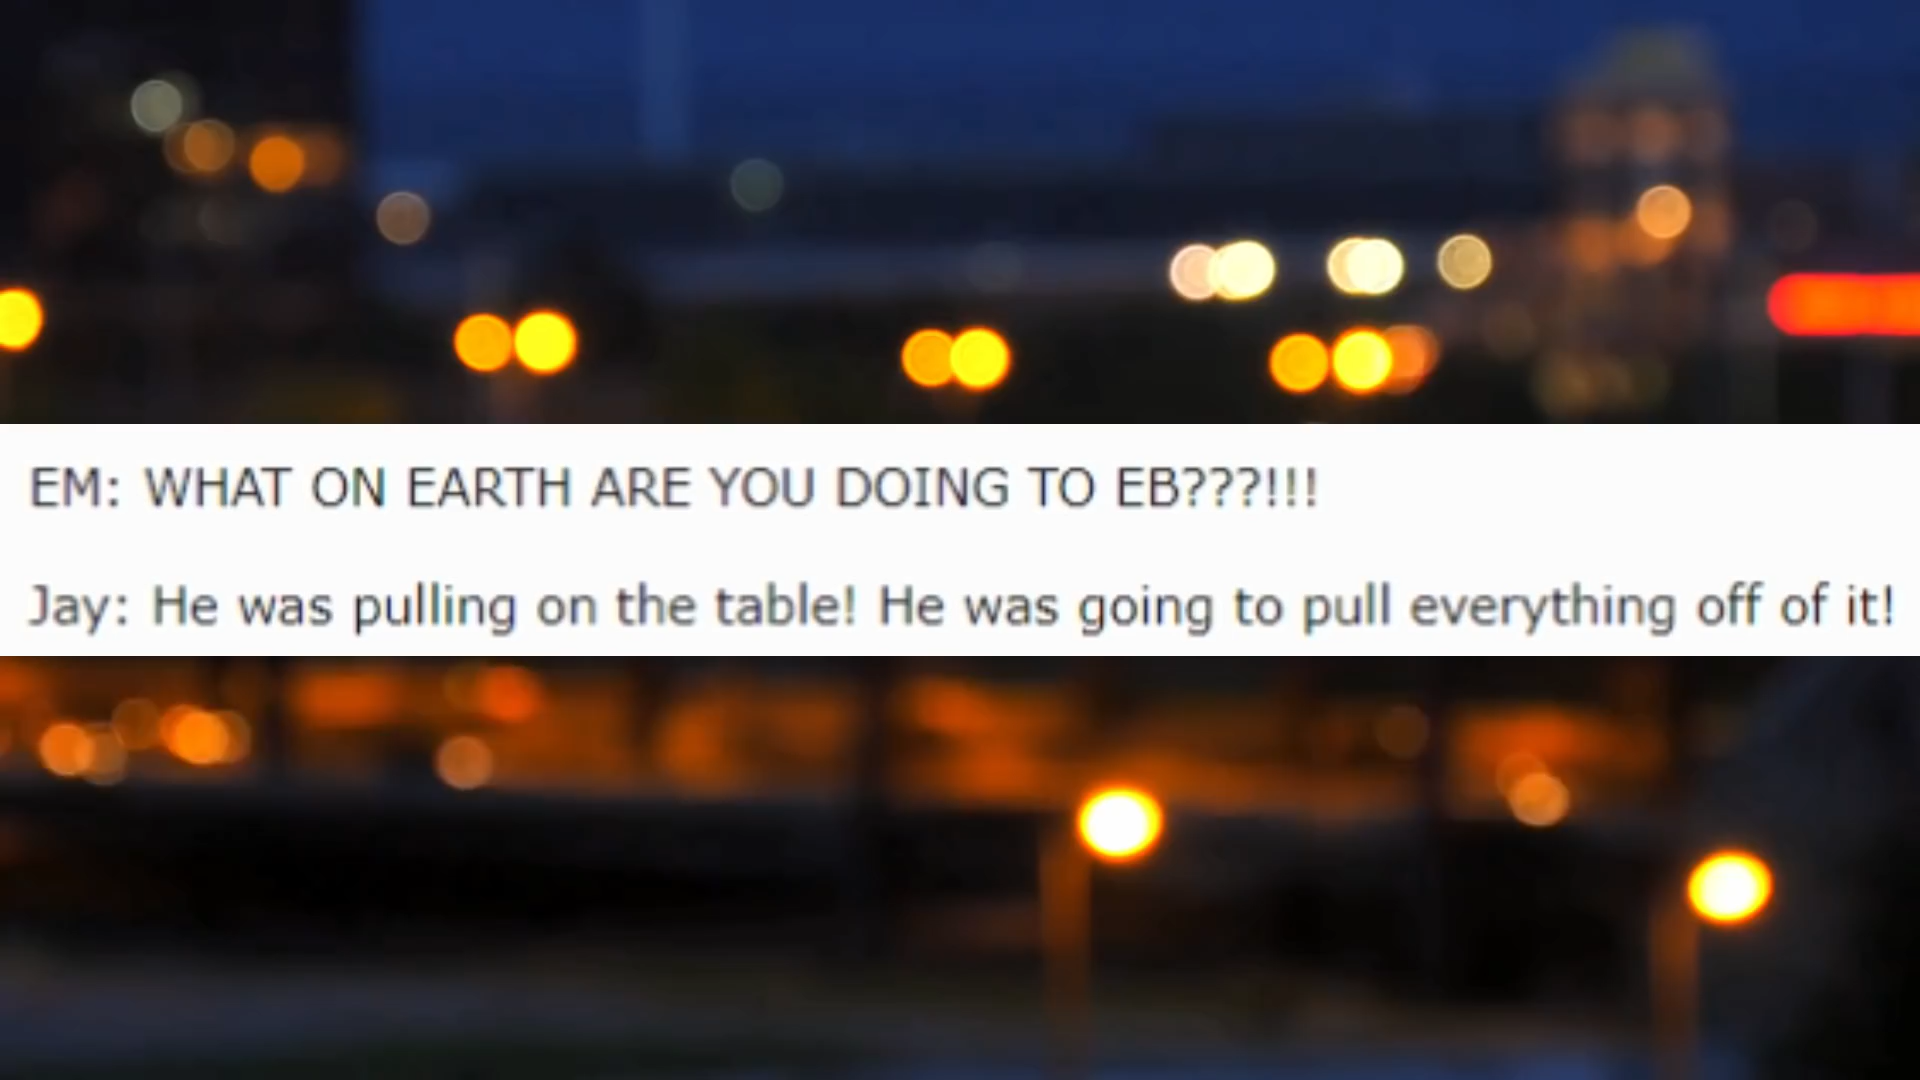 EM: WHAT ON EARTH ARE YOU DOING TO EB???!!!
Jay: He was pulling on the table! He was going to pull everything off of it!